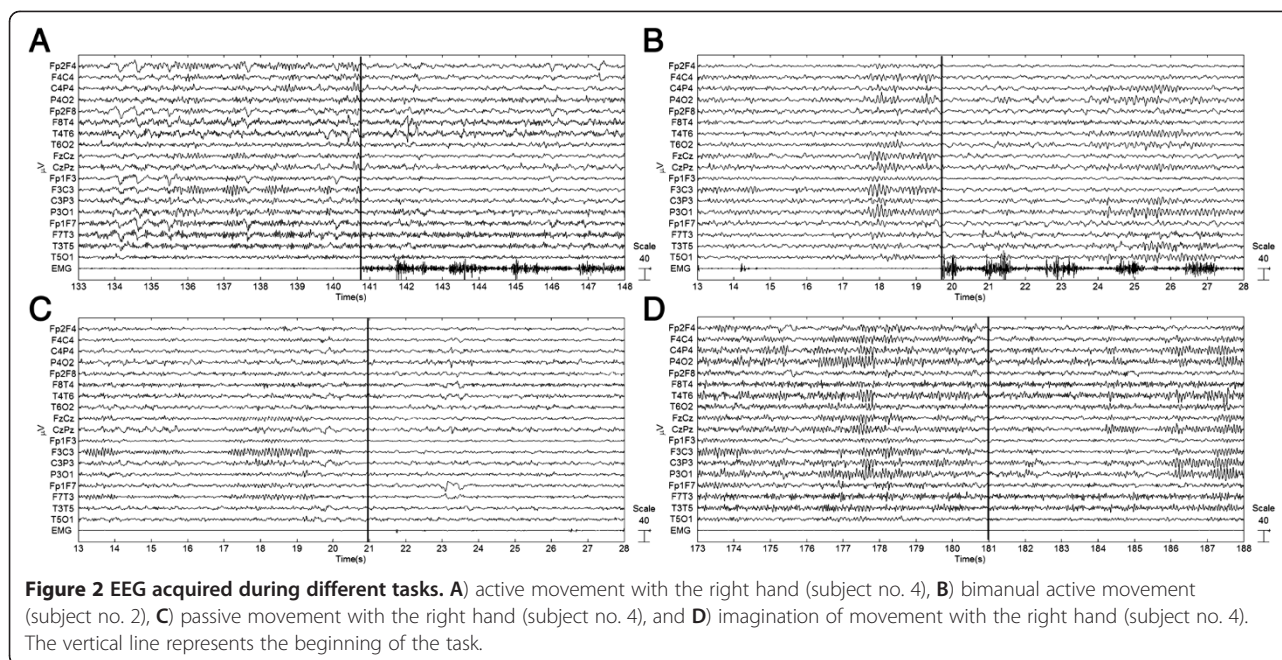 A
Fp2F4
F4C4
C4P4
P4O2
Fp2F8
F8T4
T4T6
T6O2
FzCz
CzPz
Fp1F3
F3C3
C3P3
P3O1
Fp1F7
F7T3
T3T5
T5O1
EMG
μV
Scale
40
133 134 135 136 137 138 139 140 141 142 143 144 145 146 147 148
Time(s)
B
Fp2F4
F4C4
C4P4
P4O2
Fp2F8
F8T4
T4T6
T6O2
FzCz
CzPz
Fp1F3
F3C3
C3P3
P3O1
Fp1F7
F7T3
T3T5
T5O1
EMG
μV
Scale
40
13 14 15 16 17 18 19 20 21 22 23 24 25 26 27 28
Time(s)
C
Fp2F4
F4C4
C4P4
P4O2
Fp2F8
F8T4
T4T6
T6O2
FzCz
CzPz
Fp1F3
F3C3
C3P3
P3O1
Fp1F7
F7T3
T3T5
T5O1
EMG
μV
Scale
40
13 14 15 16 17 18 19 20 21 22 23 24 25 26 27 28
Time(s)
D
Fp2F4
F4C4
C4P4
P4O2
Fp2F8
F8T4
T4T6
T6O2
FzCz
CzPz
Fp1F3
F3C3
C3P3
P3O1
Fp1F7
F7T3
T3T5
T5O1
EMG
μV
Scale
40
173 174 175 176 177 178 179 180 181 182 183 184 185 186 187 188
Time(s)
Figure 2 EEG acquired during different tasks. A) active movement with the right hand (subject no. 4), B) bimanual active movement
(subject no. 2), C) passive movement with the right hand (subject no. 4), and D) imagination of movement with the right hand (subject no. 4).
The vertical line represents the beginning of the task.